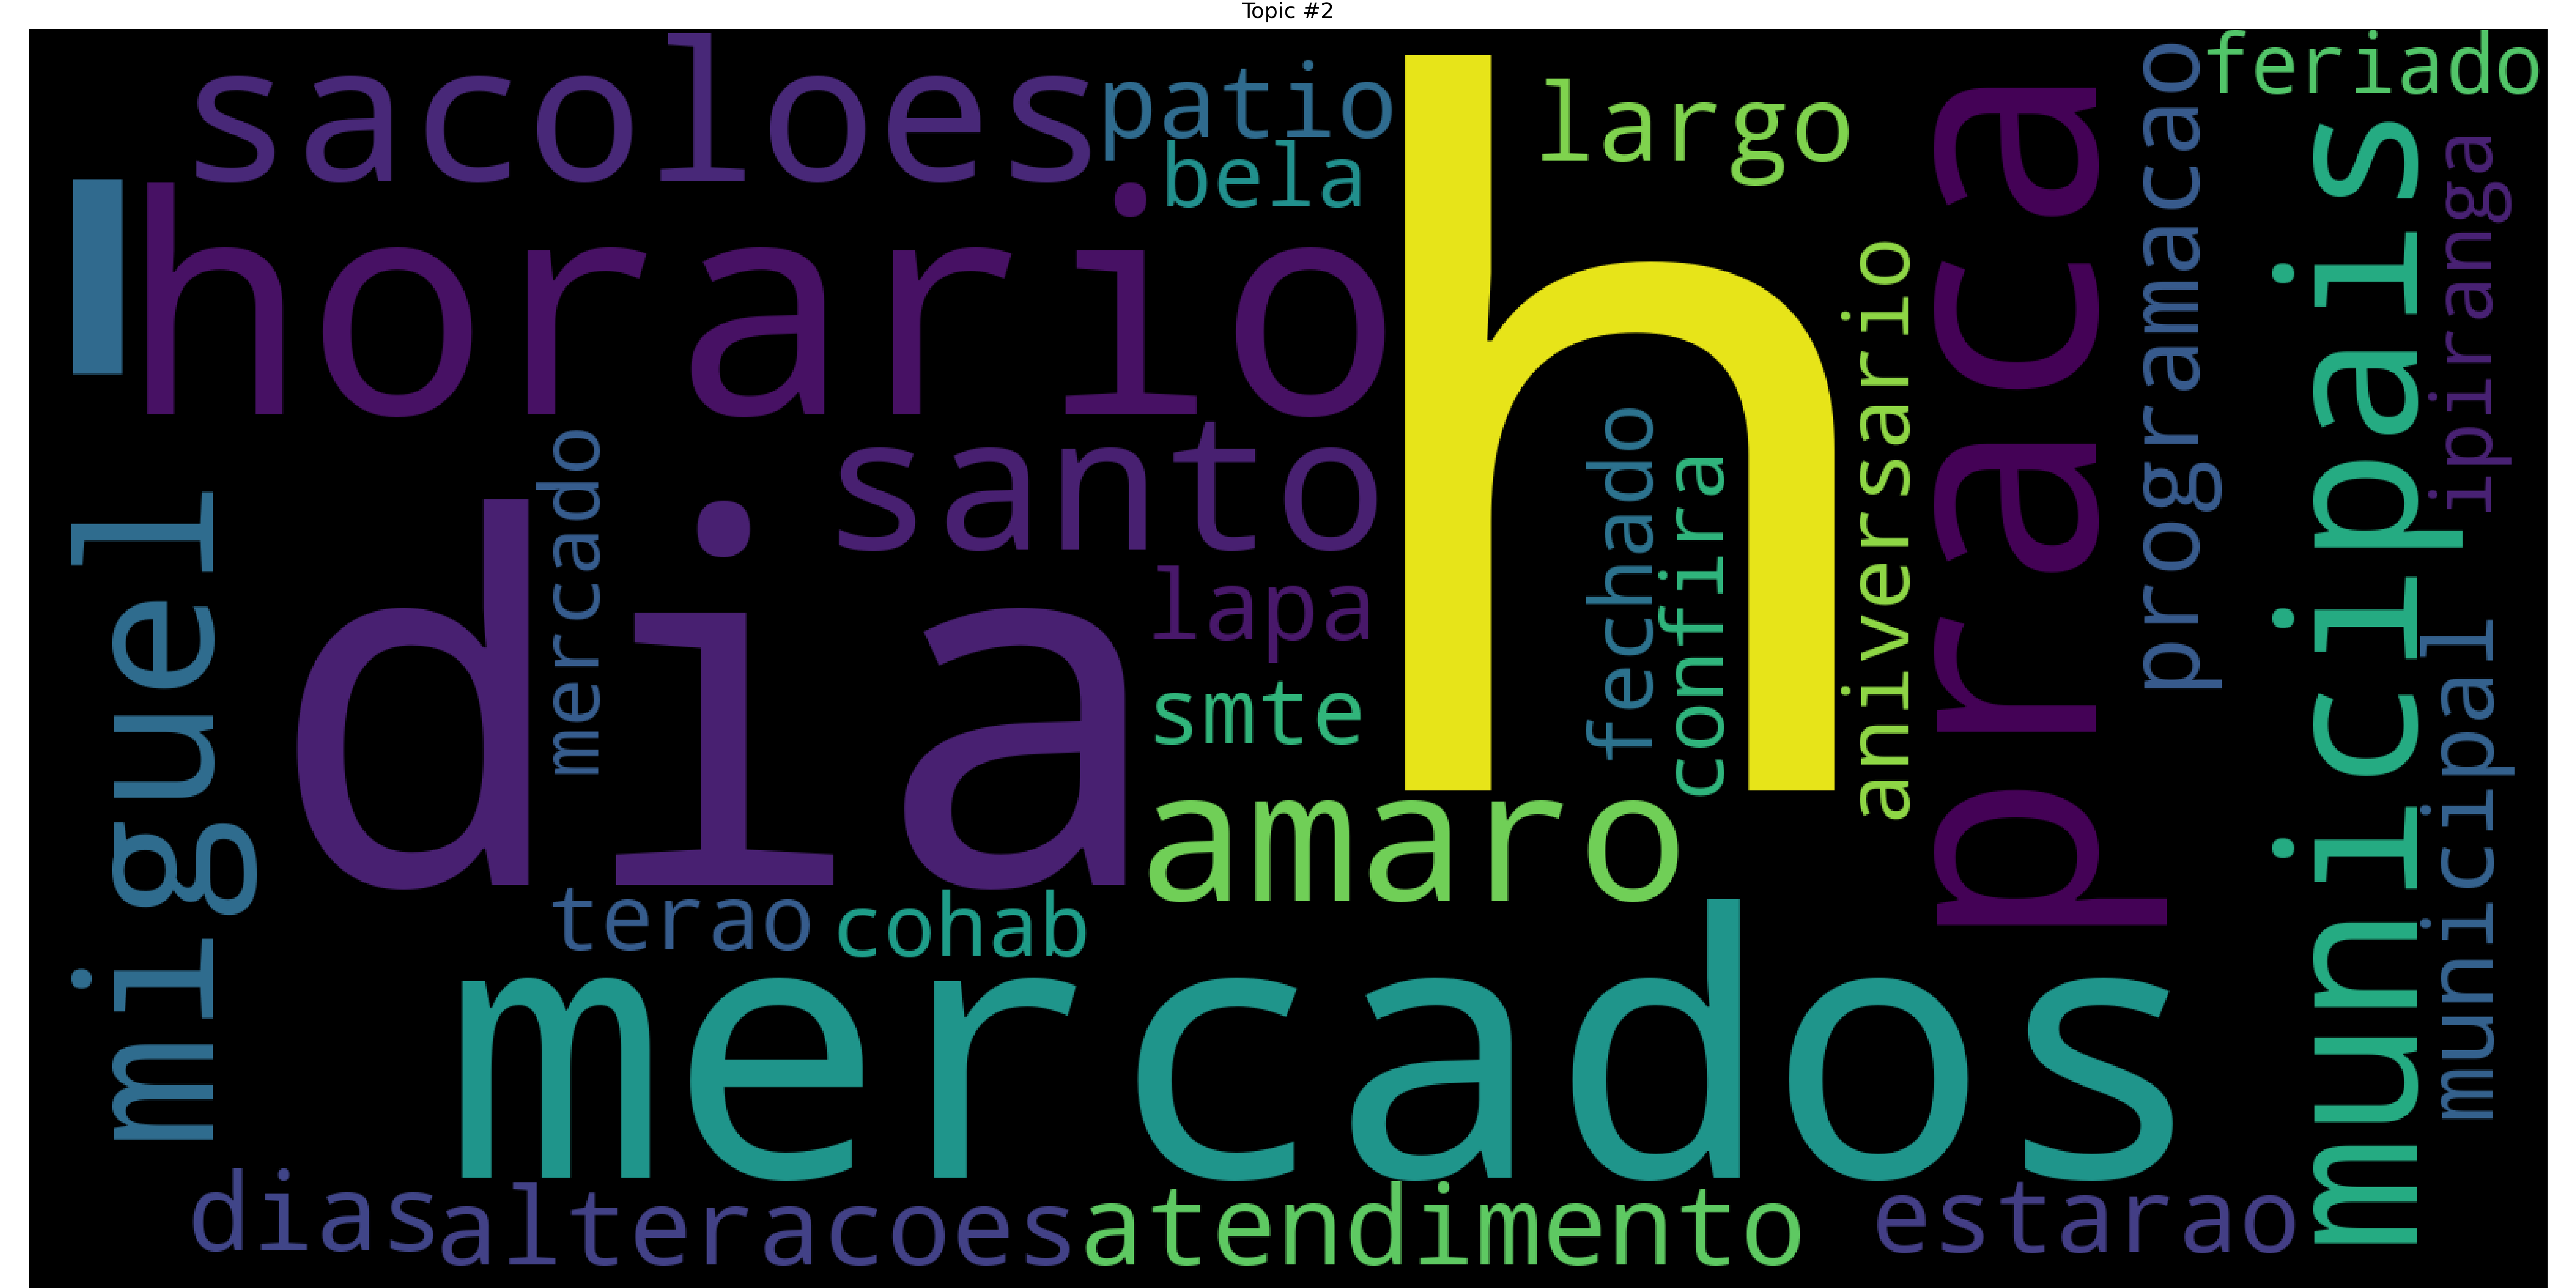 Topic #2
sacoloes
patio
bela
h
largo
praca
programacao
feriado
ipiranga
horario
santo
mercado
dia
lapa
smte
fechado
confira
aniversario
municipais
municipal
miguel
amaro
terao
cohab
mercados
dias
alteracoes
atendimento
estarao